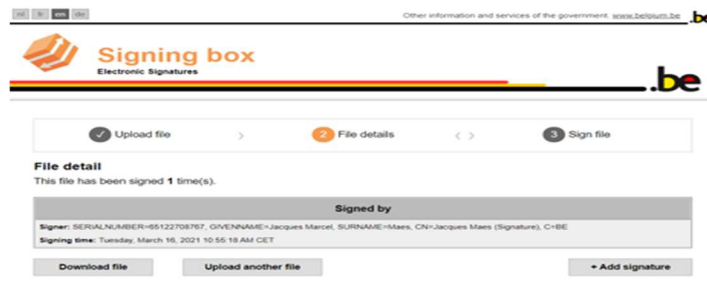 nl fr en de
Other information and services of the government: www.belgium.be .be
Signing box
Electronic Signatures
.be
Upload file > 2 File details < > 3 Sign file
File detail
This file has been signed 1 time(s).
Signed by
Signer: SERIALNUMBER=65122708767, GIVENNAME=Jacques Marcel, SURNAME=Maes, CN=Jacques Maes (Signature), C=BE
Signing time: Tuesday, March 16, 2021 10:55:18 AM CET
Download file Upload another file + Add signature